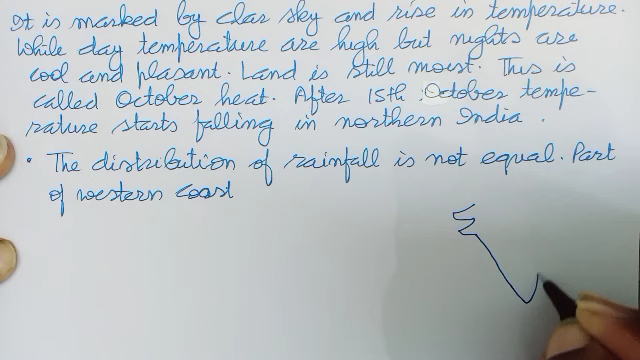 It is marked by clar sky and rise in temperature.
While day temperature are high but nights are
cool and plasant. Land is still moist. This is
called October heat. After 15th October tempe-
rature starts falling in northern India.
• The distribution of rainfall is not equal. Part
of western coast